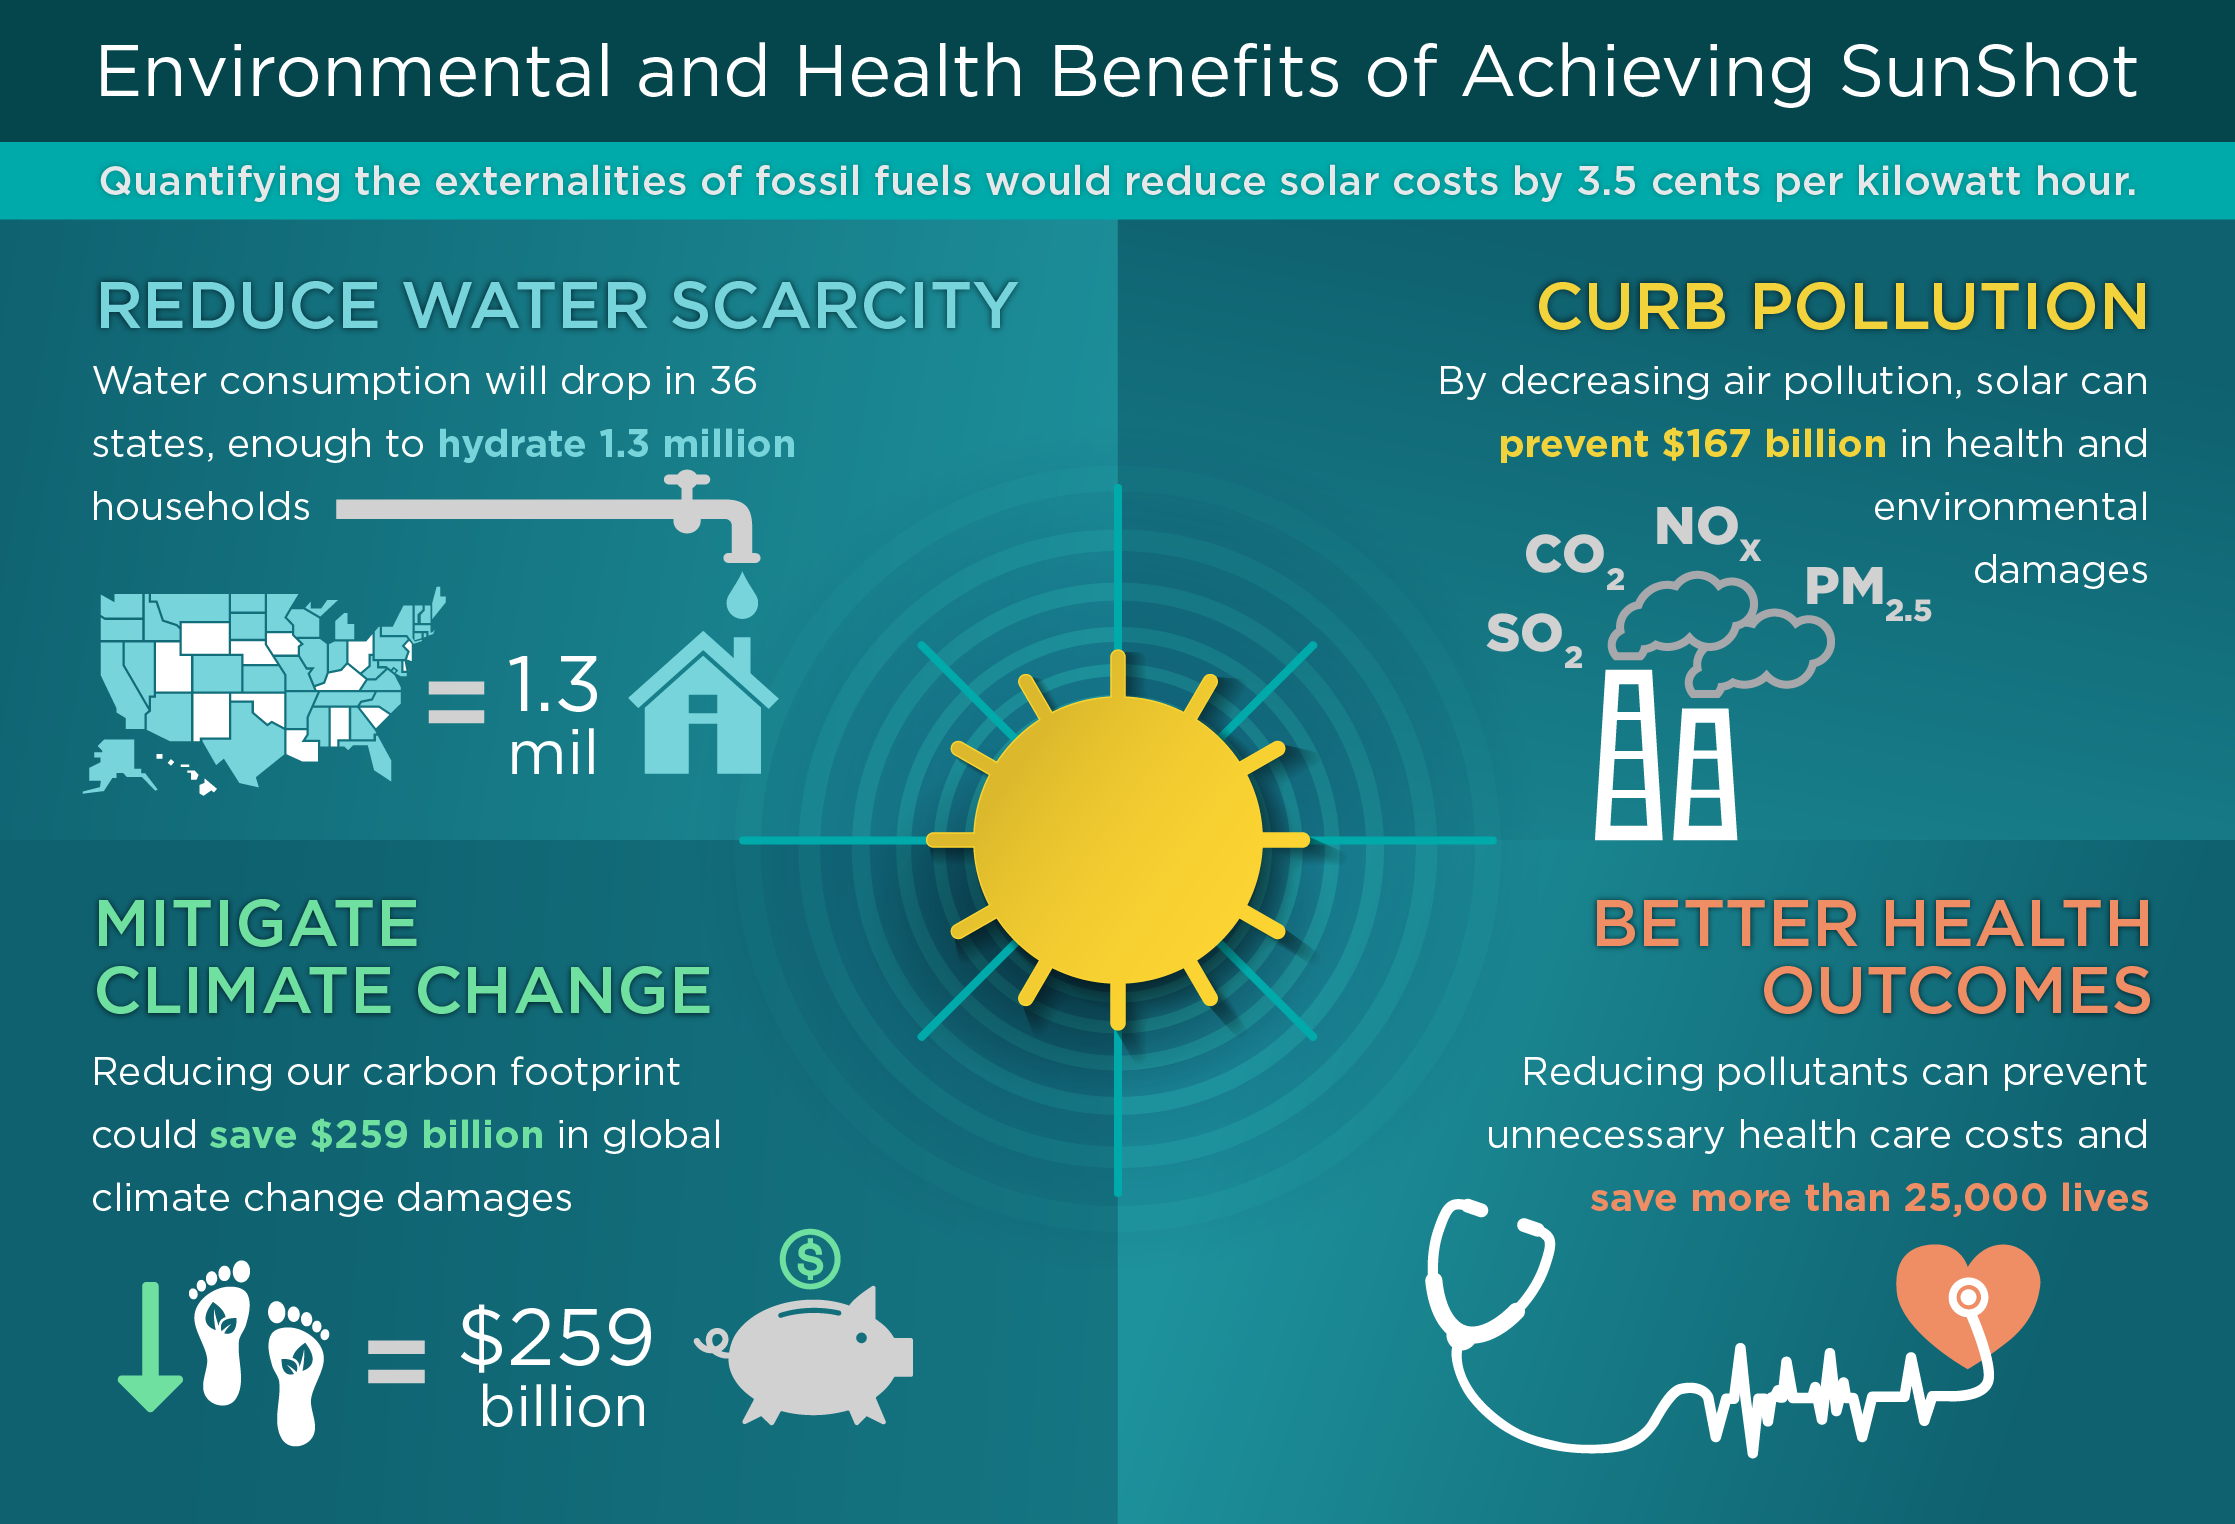 Environmental and Health Benefits of Achieving SunShot
Quantifying the externalities of fossil fuels would reduce solar costs by 3.5 cents per kilowatt hour.
REDUCE WATER SCARCITY
Water consumption will drop in 36
states, enough to hydrate 1.3 million
households
= 1.3
mil
CURB POLLUTION
By decreasing air pollution, solar can
prevent $167 billion in health and
environmental
damages
NOx
CO2
PM2.5
SO2
MITIGATE
CLIMATE CHANGE
Reducing our carbon footprint
could save $259 billion in global
climate change damages
$
= $259
billion
BETTER HEALTH
OUTCOMES
Reducing pollutants can prevent
unnecessary health care costs and
save more than 25,000 lives